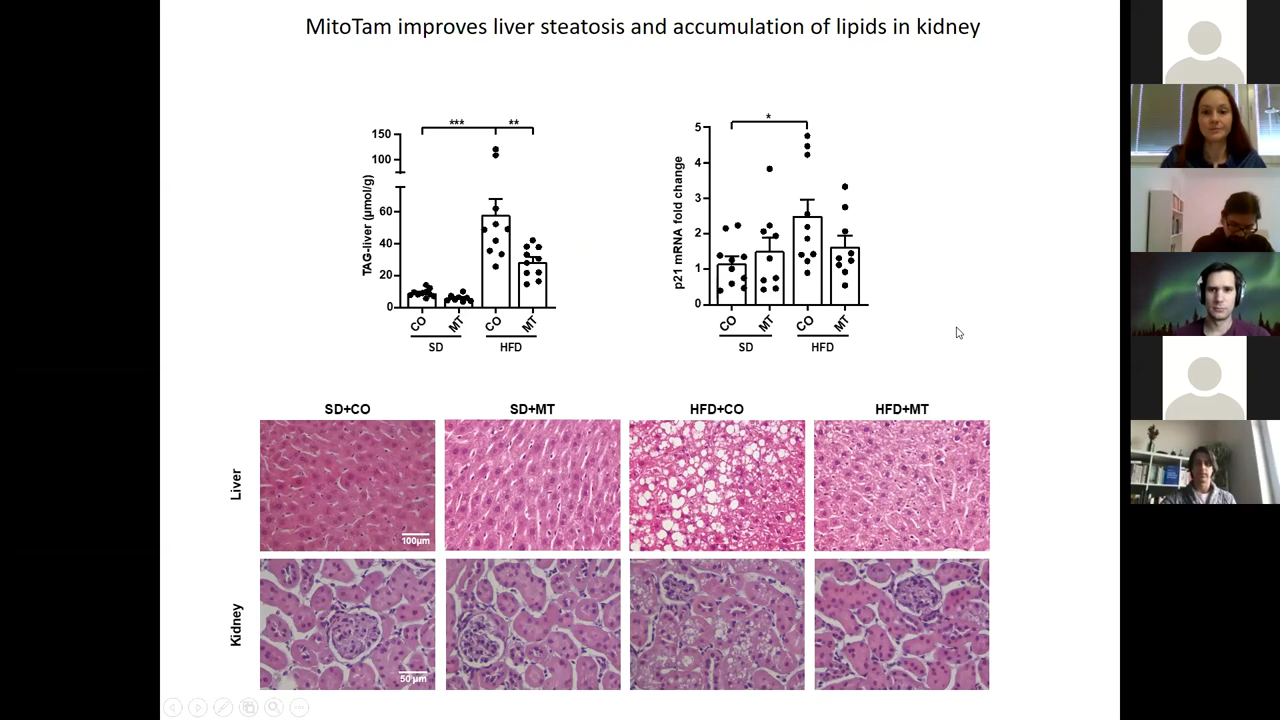 MitoTam improves liver steatosis and accumulation of lipids in kidney
***
**
150
100
60
40
20
0
TAG-liver (µmol/g)
CO
MT
CO
MT
SD
HFD
*
5
4
3
2
1
0
p21 mRNA fold change
CO
MT
CO
MT
SD
HFD
SD+CO
SD+MT
HFD+CO
HFD+MT
Liver
100µm
Kidney
50 µm